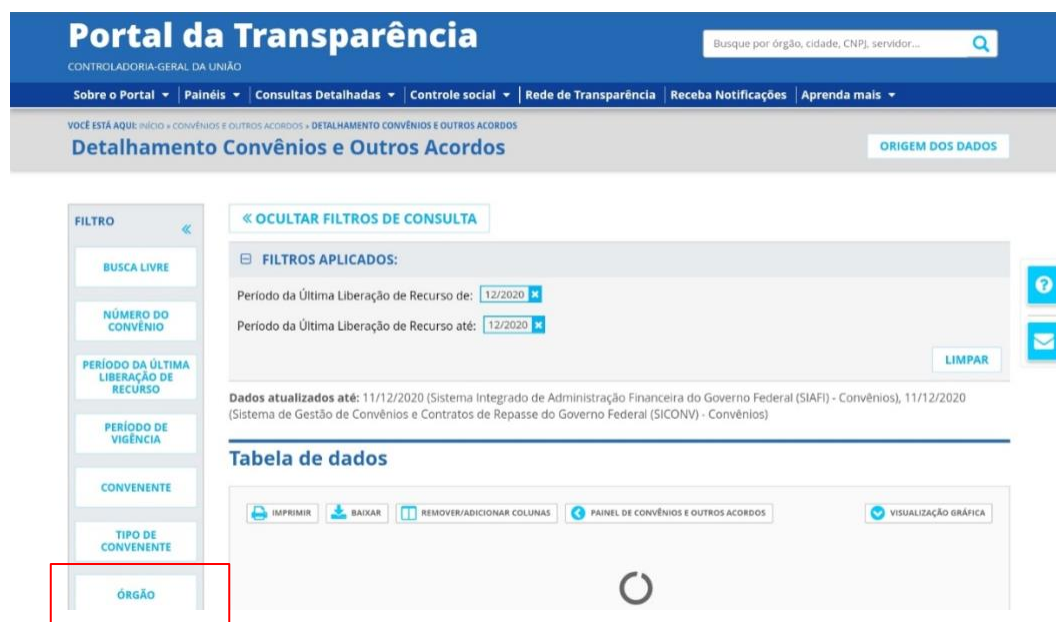 Portal da Transparência
CONTROLADORIA-GERAL DA UNIÃO
Busque por órgão, cidade, CNPJ, servidor...
Sobre o Portal
Painéis
Consultas Detalhadas
Controle social
Rede de Transparência
Receba Notificações
Aprenda mais
VOCÊ ESTÁ AQUI: INÍCIO » CONVÊNIOS E OUTROS ACORDOS » DETALHAMENTO CONVÊNIOS E OUTROS ACORDOS
Detalhamento Convênios e Outros Acordos
ORIGEM DOS DADOS
FILTRO «
BUSCA LIVRE
NÚMERO DO
CONVÊNIO
PERÍODO DA ÚLTIMA
LIBERAÇÃO DE
RECURSO
PERÍODO DE
VIGÊNCIA
CONVENENTE
TIPO DE
CONVENENTE
ÓRGÃO
« OCULTAR FILTROS DE CONSULTA
FILTROS APLICADOS:
Período da Última Liberação de Recurso de: 12/2020 x
Período da Última Liberação de Recurso até: 12/2020 x
LIMPAR
Dados atualizados até: 11/12/2020 (Sistema Integrado de Administração Financeira do Governo Federal (SIAFI) - Convênios), 11/12/2020
(Sistema de Gestão de Convênios e Contratos de Repasse do Governo Federal (SICONV) - Convênios)
Tabela de dados
IMPRIMIR
BAIXAR
REMOVER/ADICIONAR COLUNAS
PAINEL DE CONVÊNIOS E OUTROS ACORDOS
VISUALIZAÇÃO GRÁFICA
?